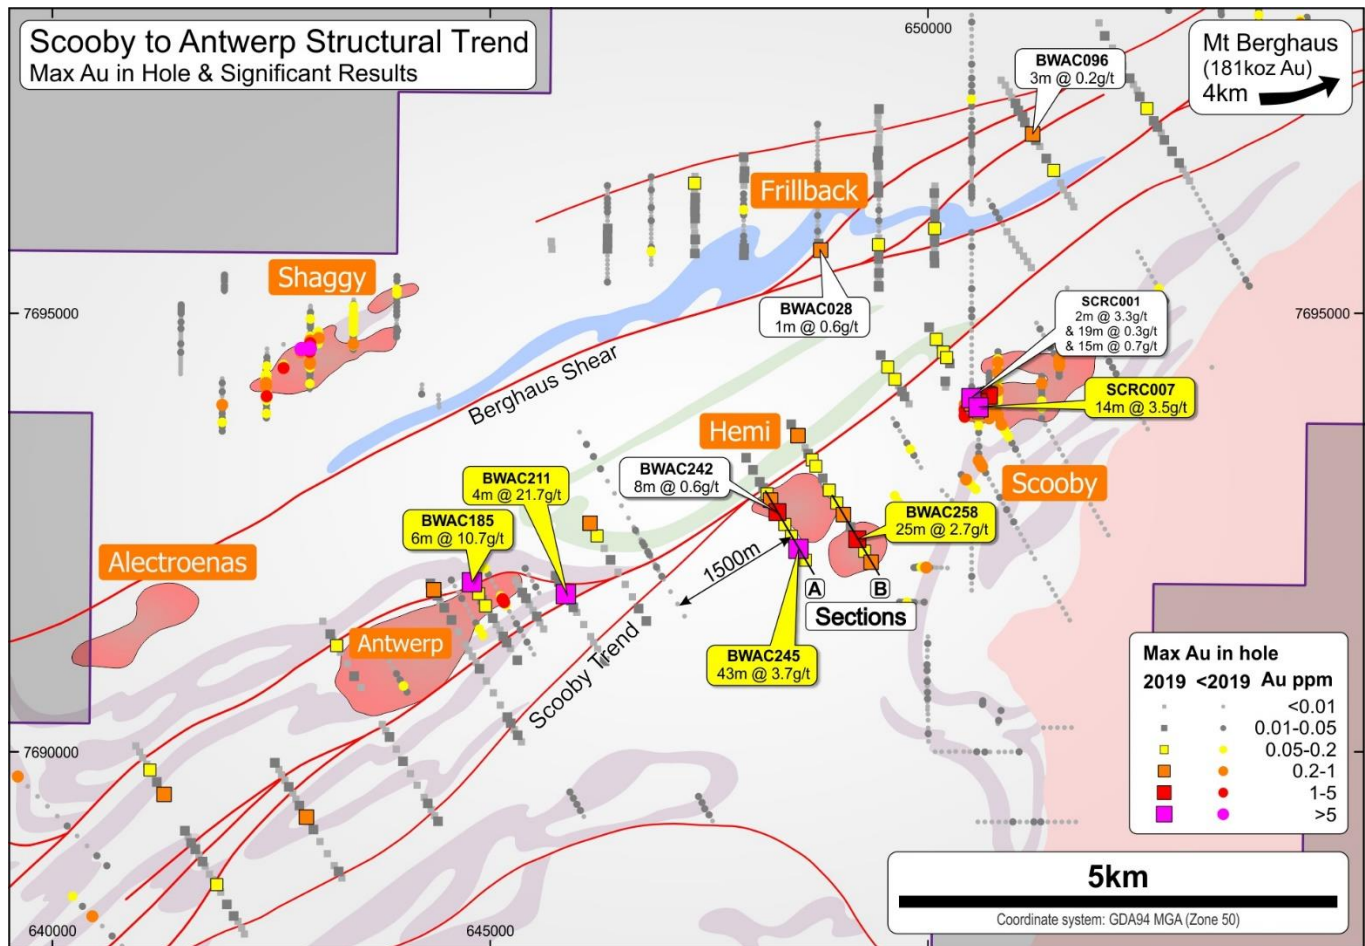 Scooby to Antwerp Structural Trend
Max Au in Hole & Significant Results
650000
Mt Berghaus
(181koz Au)
4km
BWAC096
3m @ 0.2g/t
Frillback
Shaggy
BWAC028
1m @ 0.6g/t
SCRC001
2m @ 3.3g/t
& 19m @ 0.3g/t
& 15m @ 0.7g/t
7695000
7695000
Berghaus Shear
SCRC007
14m @ 3.5g/t
Hemi
BWAC242
8m @ 0.6g/t
BWAC211
4m @ 21.7g/t
Scooby
BWAC185
6m @ 10.7g/t
BWAC258
25m @ 2.7g/t
Alectroenas
1500m
A
B
Sections
Antwerp
BWAC245
43m @ 3.7g/t
Scooby Trend
7690000
Max Au in hole
2019 <2019 Au ppm
<0.01
0.01-0.05
0.05-0.2
0.2-1
1-5
>5
5km
Coordinate system: GDA94 MGA (Zone 50)
640000
645000